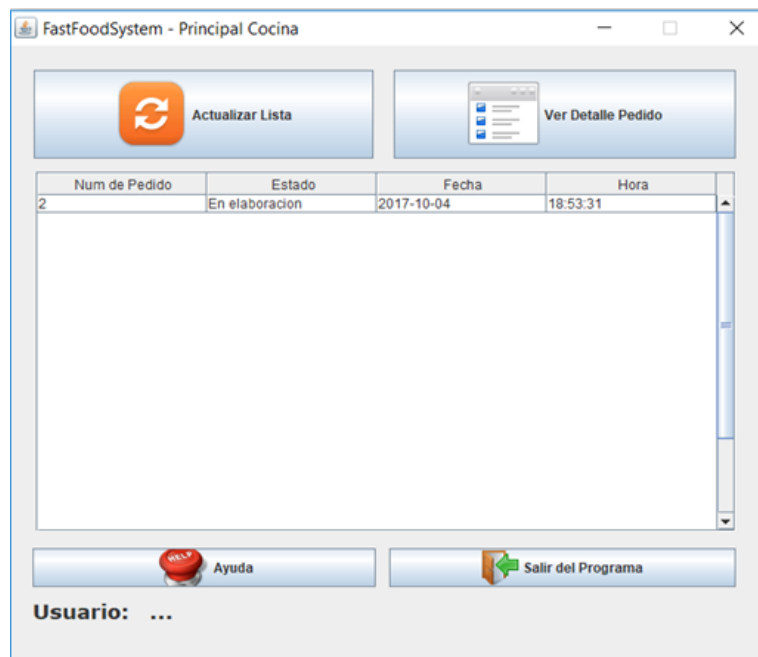 FastFoodSystem - Principal Cocina
Actualizar Lista
Ver Detalle Pedido
Num de Pedido Estado Fecha Hora
2 En elaboracion 2017-10-04 18:53:31
HELP
Ayuda
Salir del Programa
Usuario: ...